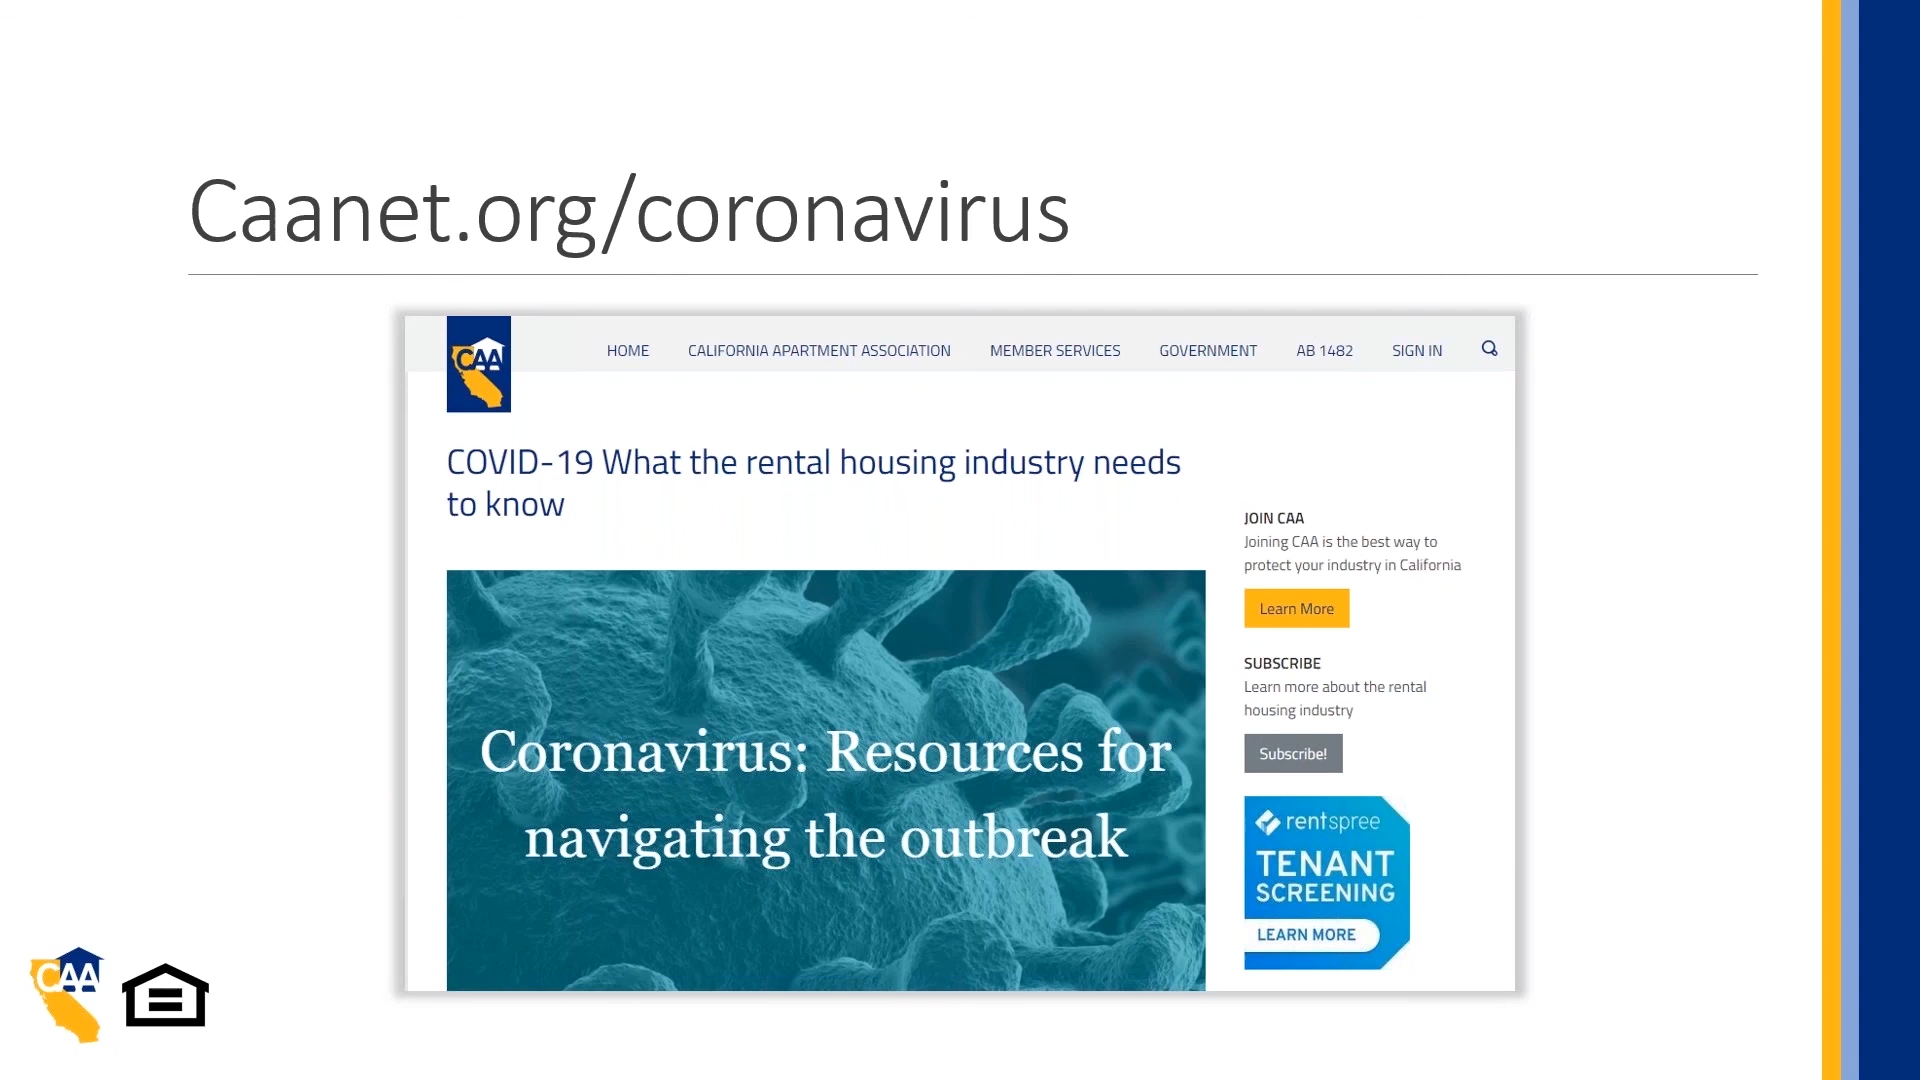 Caanet.org/coronavirus
CAA
HOME
CALIFORNIA APARTMENT ASSOCIATION
MEMBER SERVICES
GOVERNMENT
AB 1482
SIGN IN
COVID-19 What the rental housing industry needs
to know
Coronavirus: Resources for
navigating the outbreak
JOIN CAA
Joining CAA is the best way to
protect your industry in California
Learn More
SUBSCRIBE
Learn more about the rental
housing industry
Subscribe!
rentspree
TENANT
SCREENING
LEARN MORE
CAA